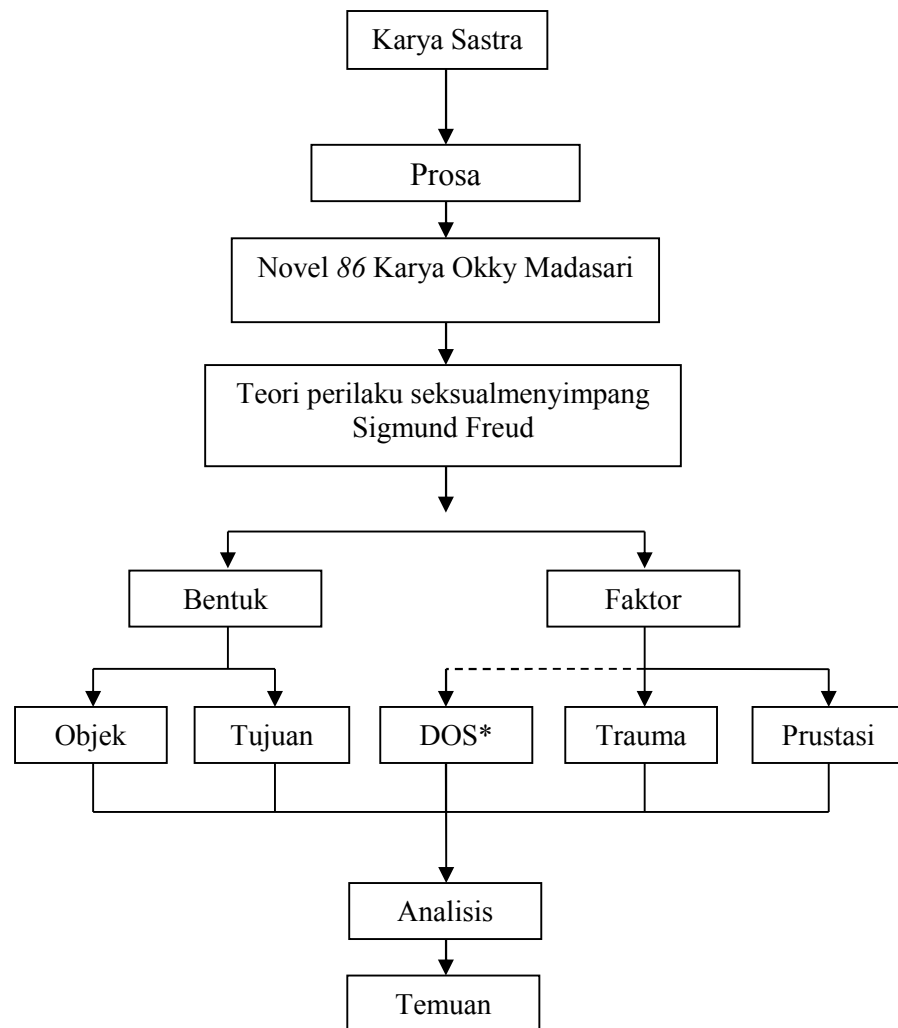 Karya Sastra
Prosa
Novel 86 Karya Okky Madasari
Teori perilaku seksualmenyimpang
Sigmund Freud
Bentuk
Faktor
Objek
Tujuan
DOS*
Trauma
Prustasi
Analisis
Temuan